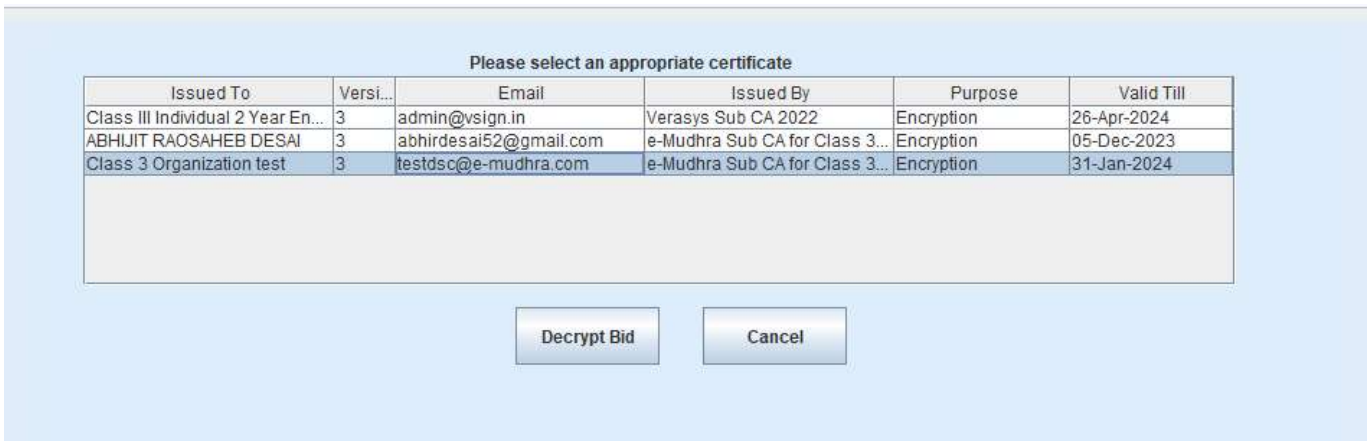 Please select an appropriate certificate
Issued To Versi... Email Issued By Purpose Valid Till
Class III Individual 2 Year En... 3 admin@vsign.in Verasys Sub CA 2022 Encryption 26-Apr-2024
ABHIJIT RAOSAHEB DESAI 3 abhirdesai52@gmail.com e-Mudhra Sub CA for Class 3... Encryption 05-Dec-2023
Class 3 Organization test 3 testdsc@e-mudhra.com e-Mudhra Sub CA for Class 3... Encryption 31-Jan-2024
Decrypt Bid Cancel